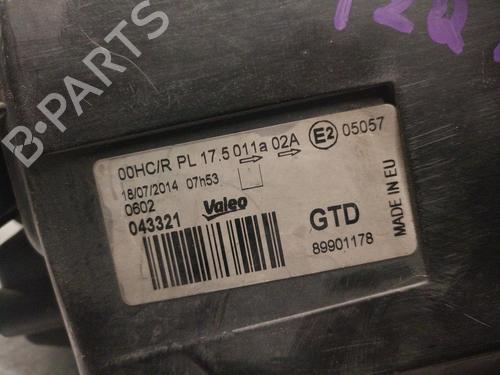 B-PARTS
00HC/R PL 17.5 011a 02A E2 05057
18/07/2014 07h53
0602
043321 Valeo GTD
89901178
MADE IN EU